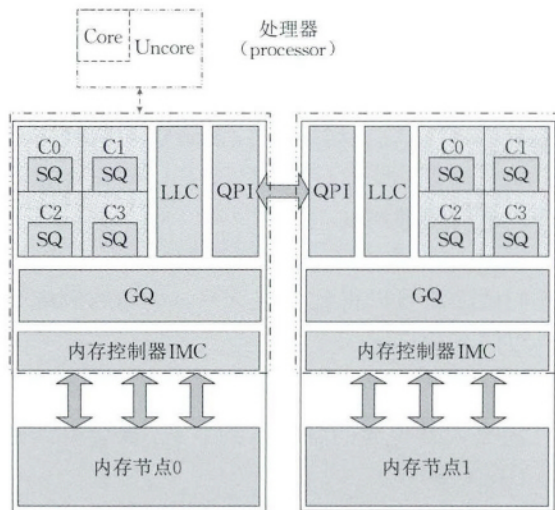 Core
Uncore
处理器
(processor)
C0 C1
SQ SQ
C2 C3
SQ SQ
LLC
QPI
QPI
LLC
C0 C1
SQ SQ
C2 C3
SQ SQ
GQ
GQ
内存控制器IMC
内存控制器IMC
内存节点0
内存节点1